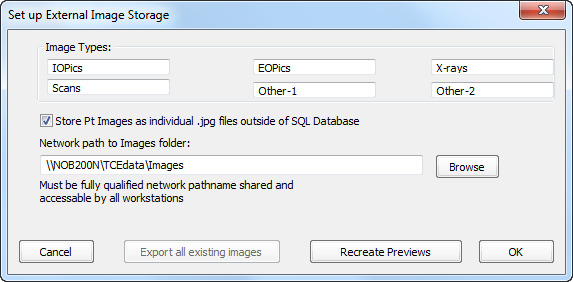 Set up External Image Storage
Image Types:
IOPics
EOPics
X-rays
Scans
Other-1
Other-2
Store Pt Images as individual .jpg files outside of SQL Database
Network path to Images folder:
\\NOB200N\TCEdata\Images
Browse
Must be fully qualified network pathname shared and
accessable by all workstations
Cancel
Export all existing images
Recreate Previews
OK